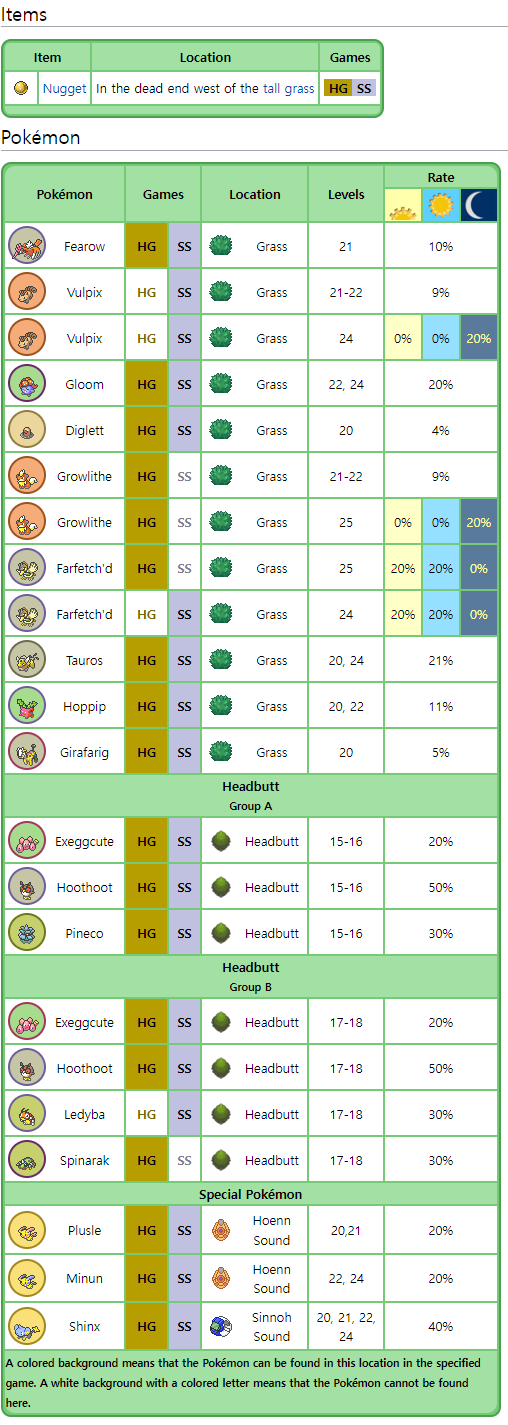 Items
Item Location Games
Nugget In the dead end west of the tall grass HG SS
Pokémon
Pokémon Games Location Levels Rate
Fearow HG SS Grass 21 10%
Vulpix HG SS Grass 21-22 9%
Vulpix HG SS Grass 24 0% 0% 20%
Gloom HG SS Grass 22, 24 20%
Diglett HG SS Grass 20 4%
Growlithe HG SS Grass 21-22 9%
Growlithe HG SS Grass 25 0% 0% 20%
Farfetch'd HG SS Grass 25 20% 20% 0%
Farfetch'd HG SS Grass 24 20% 20% 0%
Tauros HG SS Grass 20, 24 21%
Hoppip HG SS Grass 20, 22 11%
Girafarig HG SS Grass 20 5%
Headbutt
Group A
Exeggcute HG SS Headbutt 15-16 20%
Hoothoot HG SS Headbutt 15-16 50%
Pineco HG SS Headbutt 15-16 30%
Headbutt
Group B
Exeggcute HG SS Headbutt 17-18 20%
Hoothoot HG SS Headbutt 17-18 50%
Ledyba HG SS Headbutt 17-18 30%
Spinarak HG SS Headbutt 17-18 30%
Special Pokémon
Plusle HG SS Hoenn Sound 20,21 20%
Minun HG SS Hoenn Sound 22, 24 20%
Shinx HG SS Sinnoh Sound 20, 21, 22, 24 40%
A colored background means that the Pokémon can be found in this location in the specified
game. A white background with a colored letter means that the Pokémon cannot be found
here.